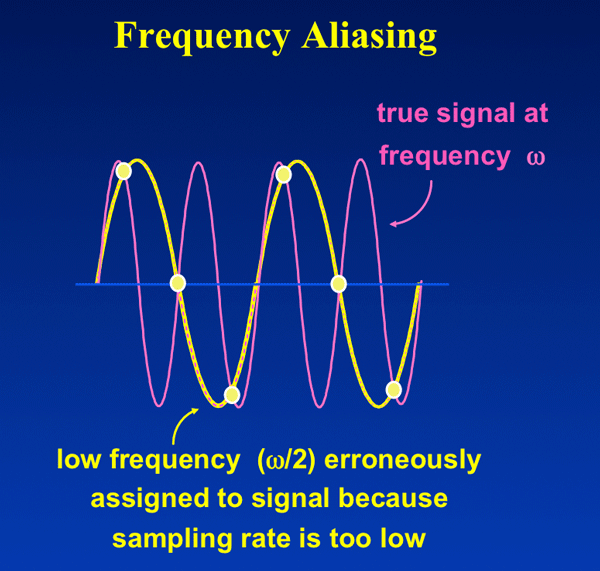 Frequency Aliasing
true signal at
frequency ω
low frequency (ω/2) erroneously
assigned to signal because
sampling rate is too low